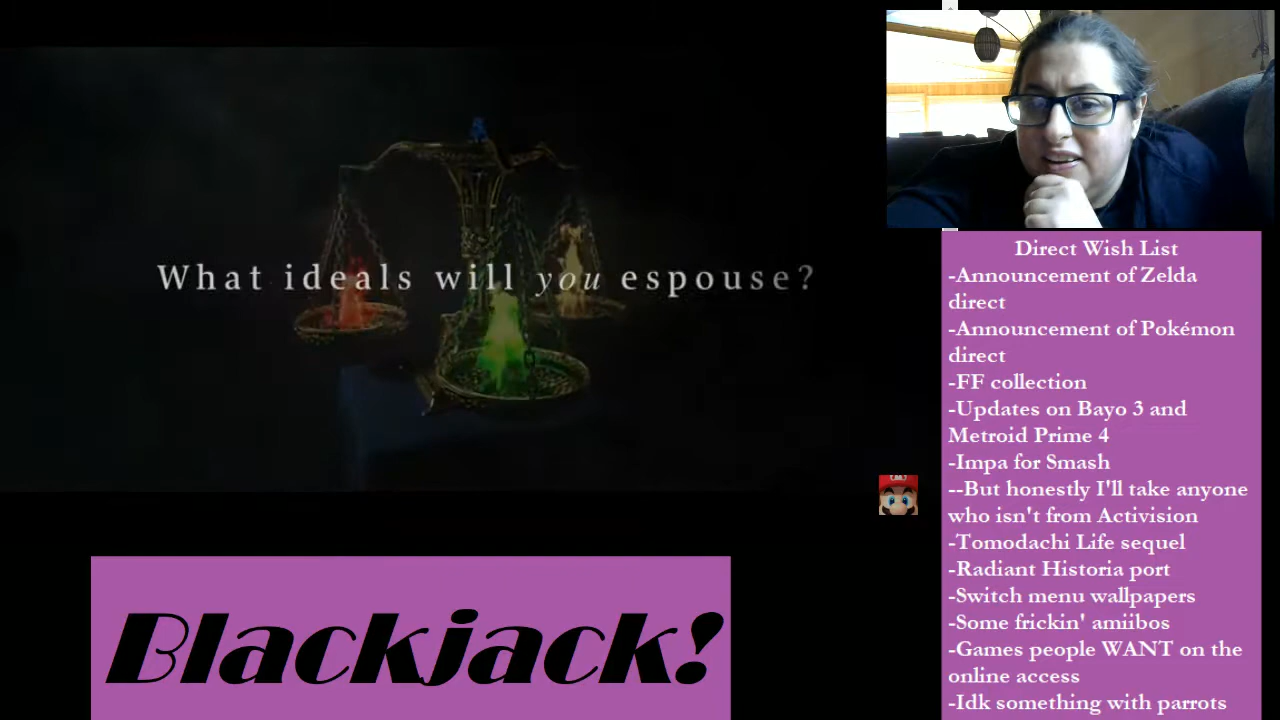 What ideals will you espouse?
Direct Wish List
-Announcement of Zelda
direct
-Announcement of Pokémon
direct
-FF collection
-Updates on Bayo 3 and
Metroid Prime 4
-Impa for Smash
--But honestly I'll take anyone
who isn't from Activision
-Tomodachi Life sequel
-Radiant Historia port
-Switch menu wallpapers
-Some frickin' amiibos
-Games people WANT on the
online access
-Idk something with parrots
Blackjack!